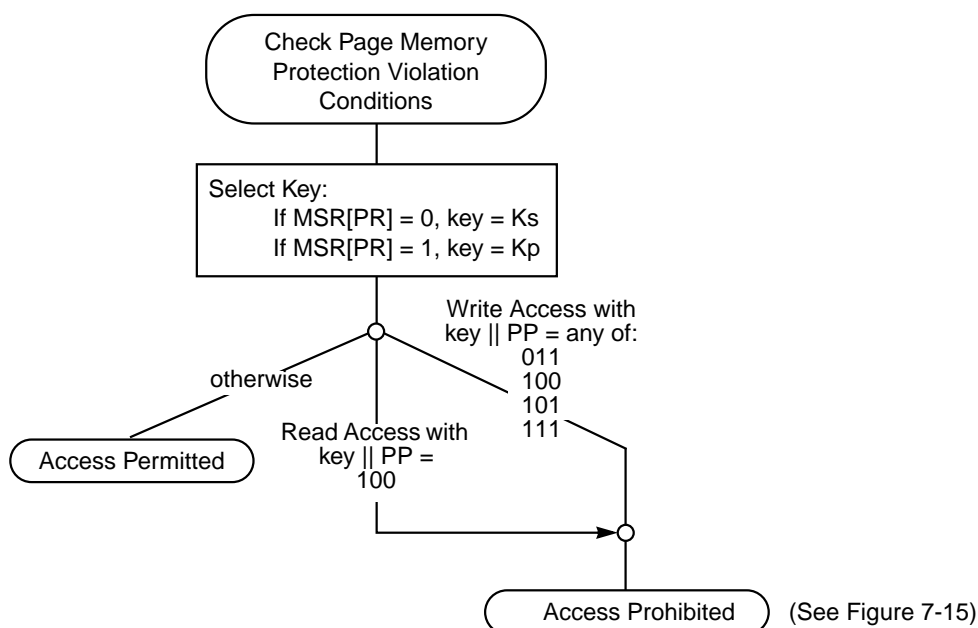 Check Page Memory
Protection Violation
Conditions
Select Key:
If MSR[PR] = 0, key = Ks
If MSR[PR] = 1, key = Kp
Write Access with
key || PP = any of:
011
100
101
111
otherwise
Read Access with
key || PP =
100
Access Permitted
Access Prohibited
(See Figure 7-15)